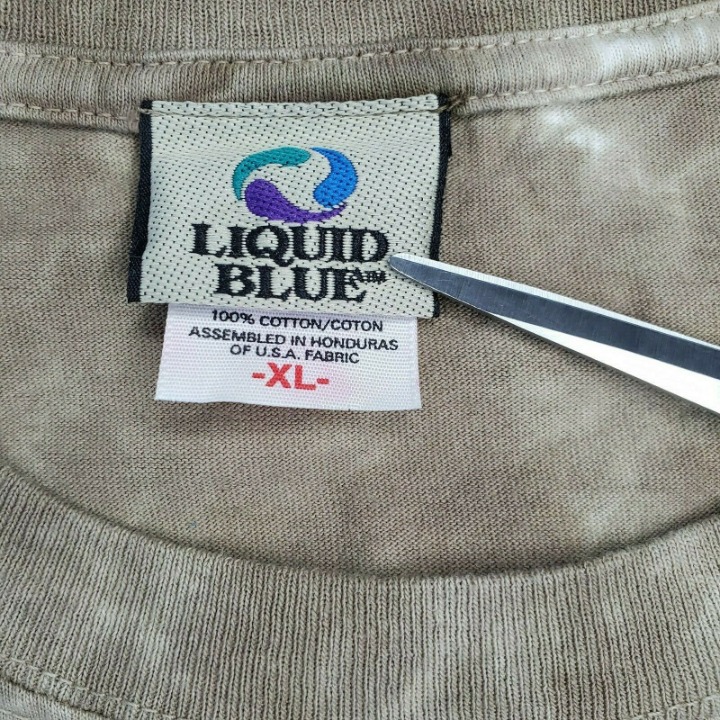 LIQUID
BLUE™
100% COTTON/COTON
ASSEMBLED IN HONDURAS
OF U.S.A. FABRIC
-XL-